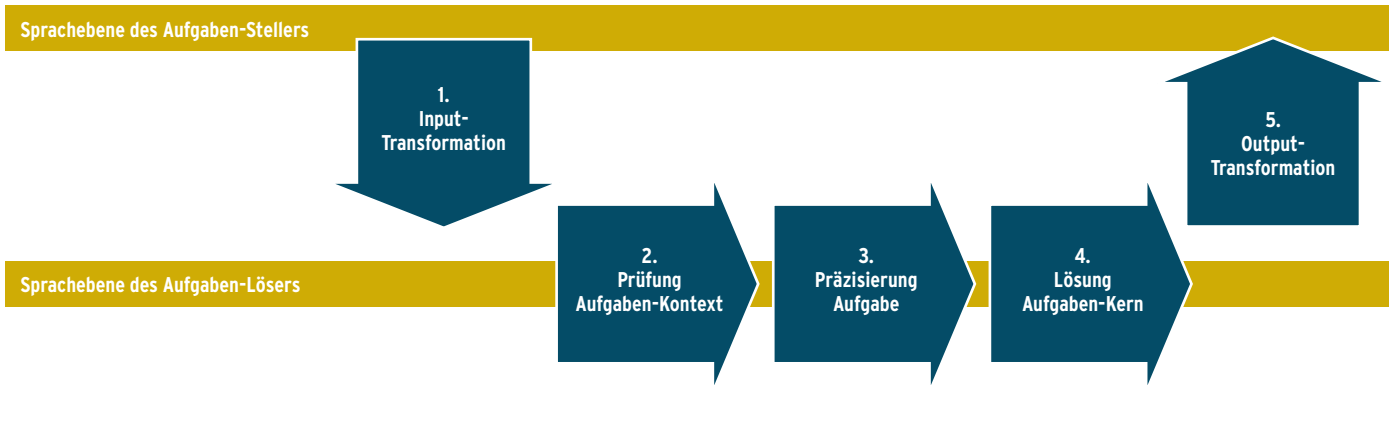 Sprachebene des Aufgaben-Stellers
1.
Input-
Transformation
5.
Output-
Transformation
Sprachebene des Aufgaben-Lösers
2.
Prüfung
Aufgaben-Kontext
3.
Präzisierung
Aufgabe
4.
Lösung
Aufgaben-Kern